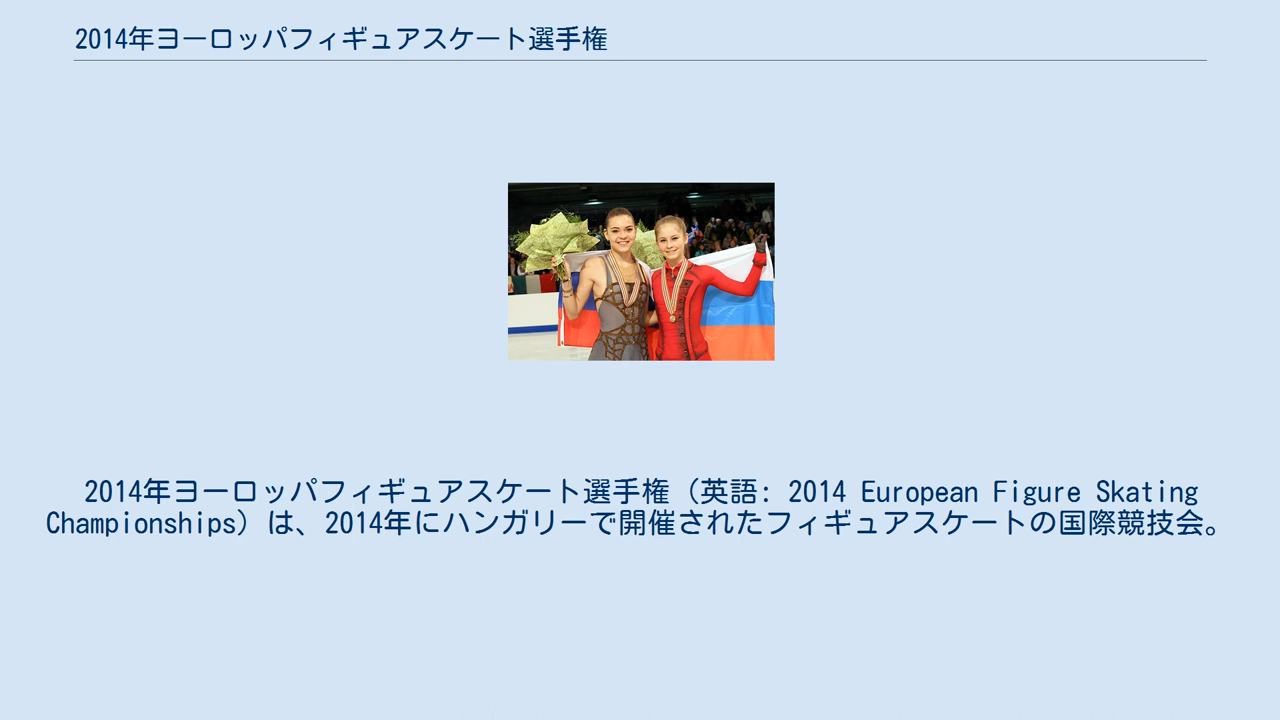 2014年ヨーロッパフィギュアスケート選手権
2014年ヨーロッパフィギュアスケート選手権（英語: 2014 European Figure Skating
Championships）は、2014年にハンガリーで開催されたフィギュアスケートの国際競技会。